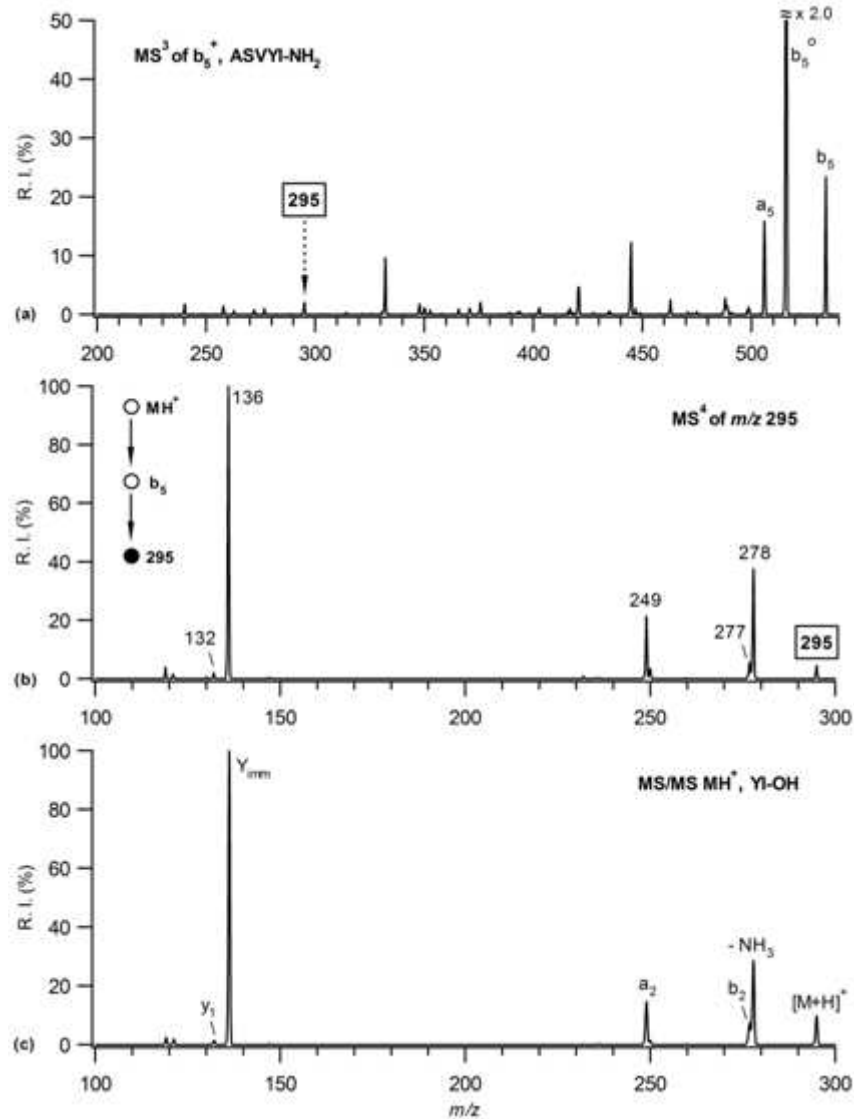 ≈ x 2.0
MS³ of b₅⁺, ASVYI-NH₂
b₅°
b₅
a₅
295
R. I. (%)
50
40
30
20
10
0
(a)
200 250 300 350 400 450 500
MH⁺
b₅
295
136
MS⁴ of m/z 295
132
249
278
277
295
R. I. (%)
100
80
60
40
20
0
(b)
100 150 200 250 300
Y_imm
MS/MS MH⁺, YI-OH
y₁
a₂
- NH₃
b₂
[M+H]⁺
R. I. (%)
100
80
60
40
20
0
(c)
100 150 200 250 300
m/z